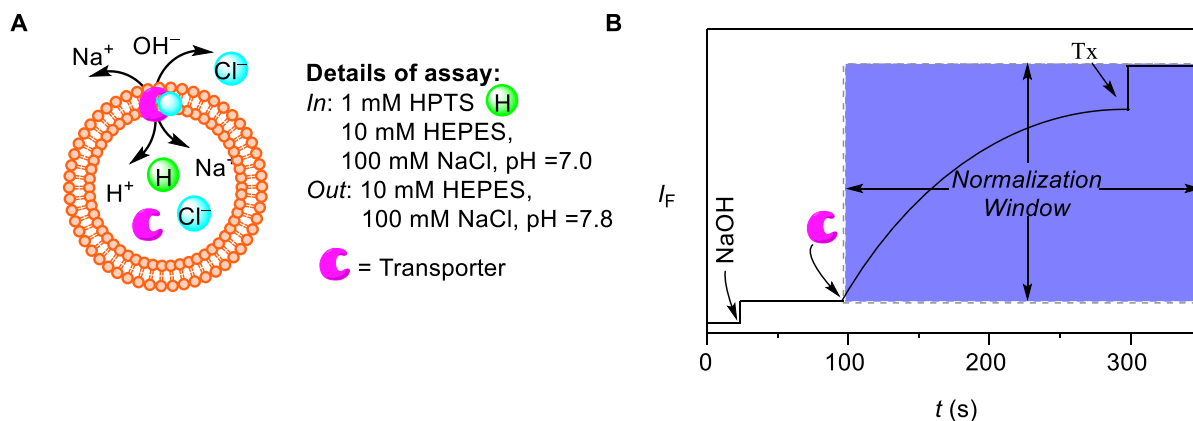 A
Na⁺
OH⁻
Cl⁻
H
Na⁺
H⁺
Cl⁻
Details of assay:
In: 1 mM HPTS H
10 mM HEPES,
100 mM NaCl, pH =7.0
Out: 10 mM HEPES,
100 mM NaCl, pH =7.8
= Transporter
B
Tx
Normalization
Window
NaOH
I_F
0
100
200
300
t (s)